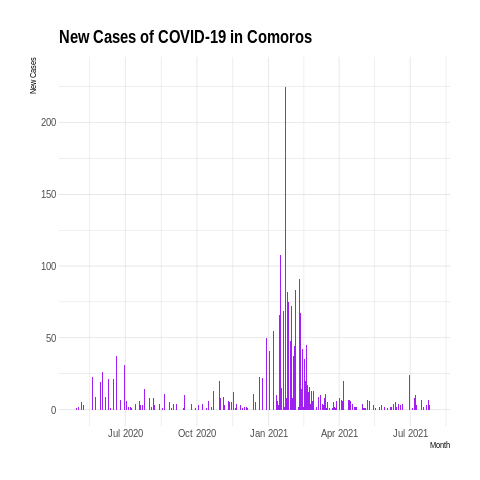 New Cases of COVID-19 in Comoros
New Cases
200
150
100
50
0
Jul 2020 Oct 2020 Jan 2021 Apr 2021 Jul 2021
Month